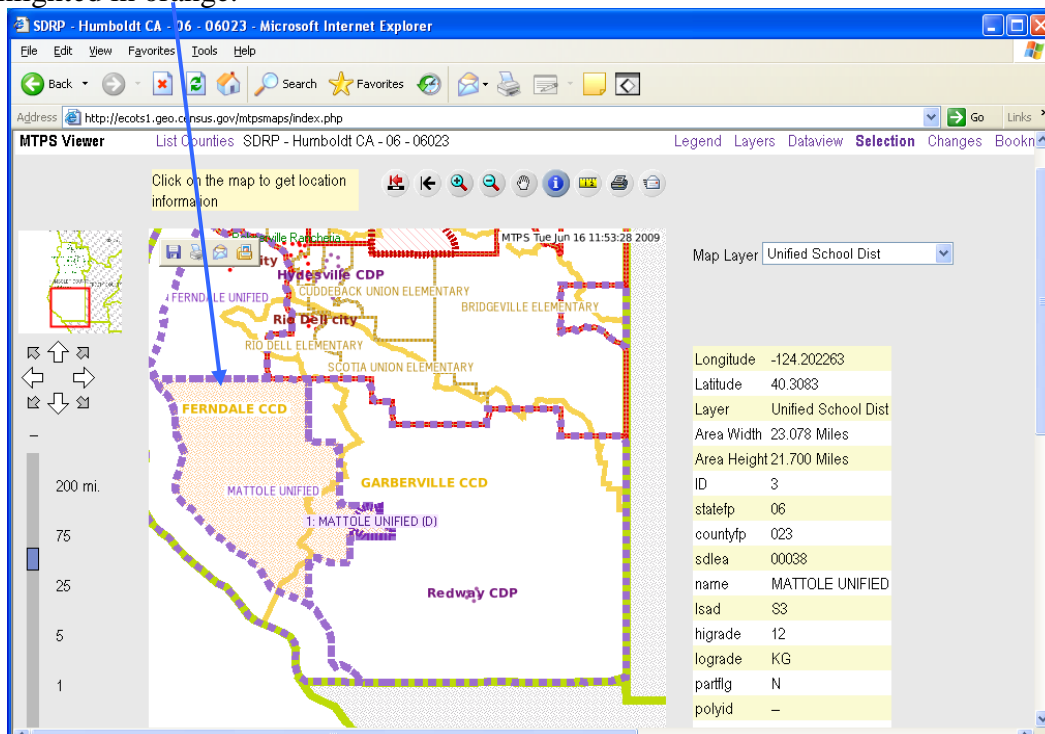 hlighted in orange.
SDRP - Humboldt CA - 06 - 06023 - Microsoft Internet Explorer
File Edit View Favorites Tools Help
Back Search Favorites
Address http://ecots1.geo.census.gov/mtpsmaps/index.php Go Links
MTPS Viewer List Counties SDRP - Humboldt CA - 06 - 06023 Legend Layers Dataview Selection Changes Bookn
Click on the map to get location
information
MTPS Tue Jun 16 11:53:28 2009
Map Layer Unified School Dist
ity
Hydesville CDP
FERNDALE UNIFIED
CUDDEBACK UNION ELEMENTARY
BRIDGEVILLE ELEMENTARY
Rio Dell city
RIO DELL ELEMENTARY
SCOTIA UNION ELEMENTARY
FERNDALE CCD
GARBERVILLE CCD
MATTOLE UNIFIED
1: MATTOLE UNIFIED (D)
Redway CDP
200 mi.
75
25
5
1
Longitude -124.202263
Latitude 40.3083
Layer Unified School Dist
Area Width 23.078 Miles
Area Height 21.700 Miles
ID 3
statefp 06
countyfp 023
sdlea 00038
name MATTOLE UNIFIED
lsad S3
higrade 12
lograde KG
partflg N
polyid –